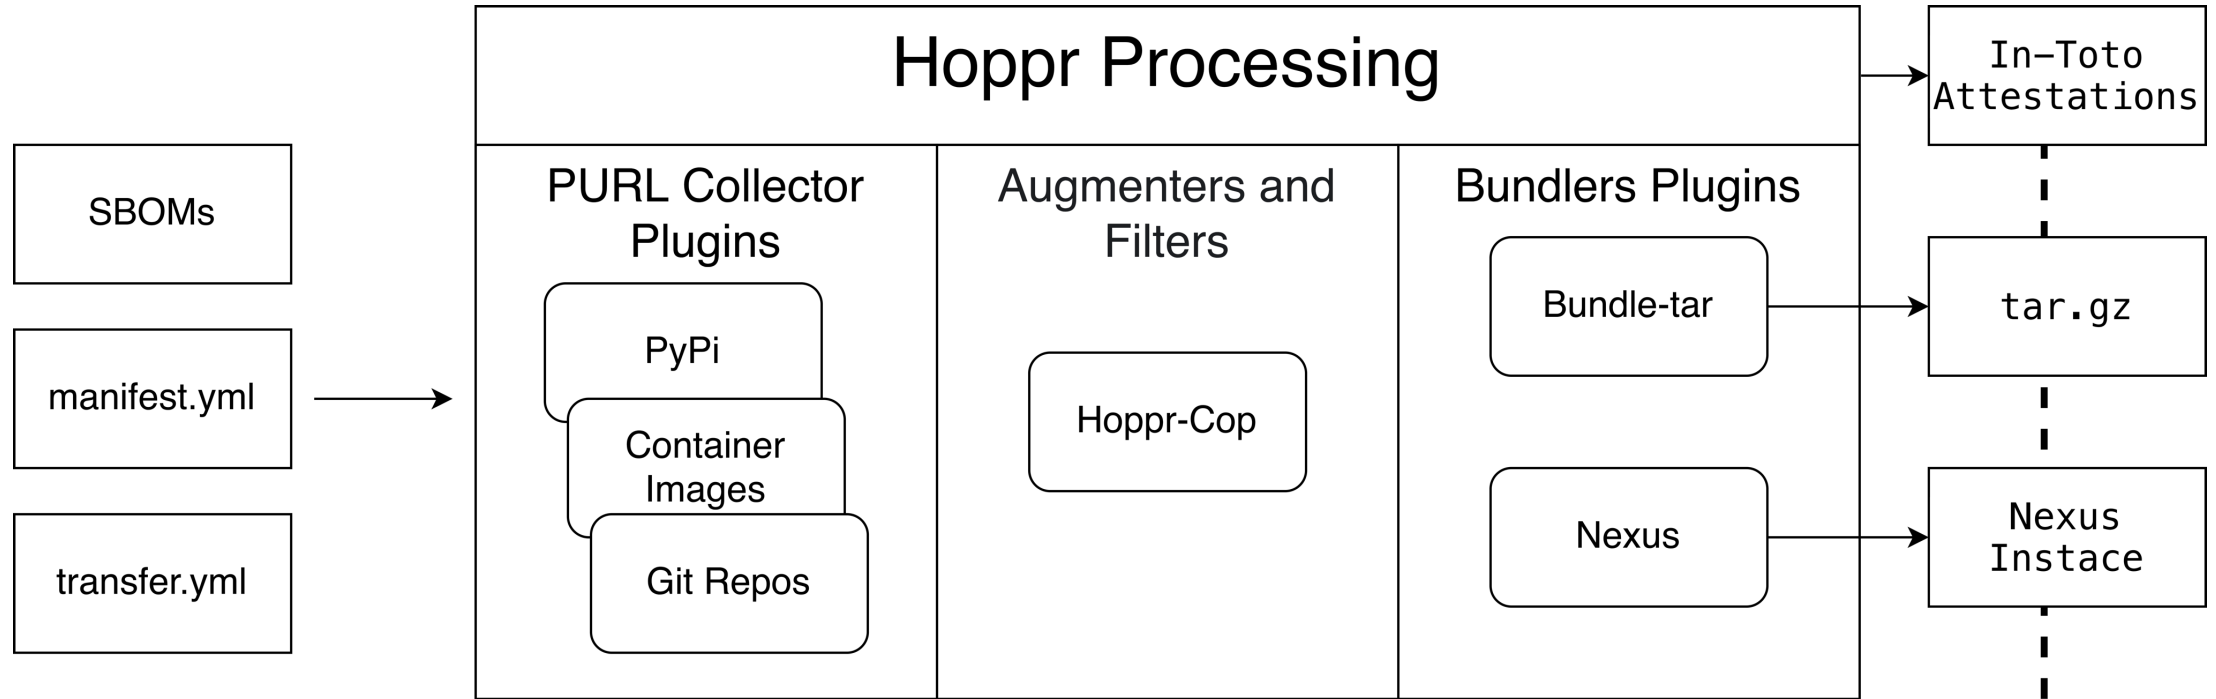 Hoppr Processing
In-Toto
Attestations
SBOMs
manifest.yml
transfer.yml
PURL Collector
Plugins
PyPi
Container
Images
Git Repos
Augmenters and
Filters
Hoppr-Cop
Bundlers Plugins
Bundle-tar
Nexus
tar.gz
Nexus
Instace